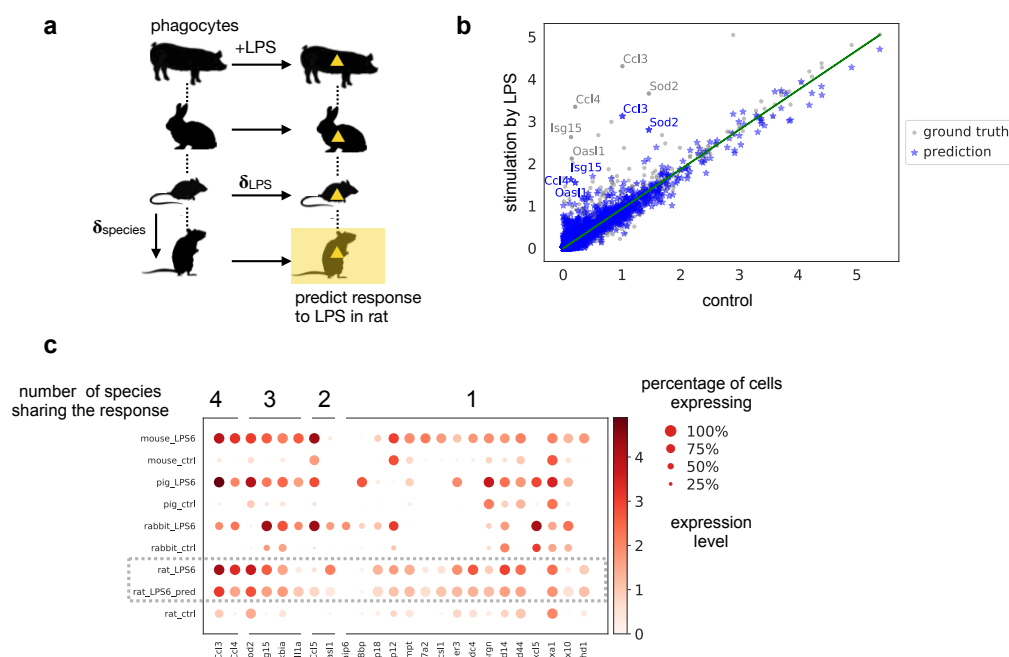 a
phagocytes
+LPS
δLPS
δspecies
predict response
to LPS in rat
b
stimulation by LPS
5
4
3
2
1
0
Ccl3
Sod2
Ccl4
Ccl3
Isg15
Sod2
Oasl1
Isg15
Ccl4
Oasl1
0 1 2 3 4 5
control
ground truth
prediction
c
number of species
sharing the response
4 3 2 1
mouse_LPS6
mouse_ctrl
pig_LPS6
pig_ctrl
rabbit_LPS6
rabbit_ctrl
rat_LPS6
rat_LPS6_pred
rat_ctrl
4
3
2
1
0
percentage of cells
expressing
100%
75%
50%
25%
expression
level